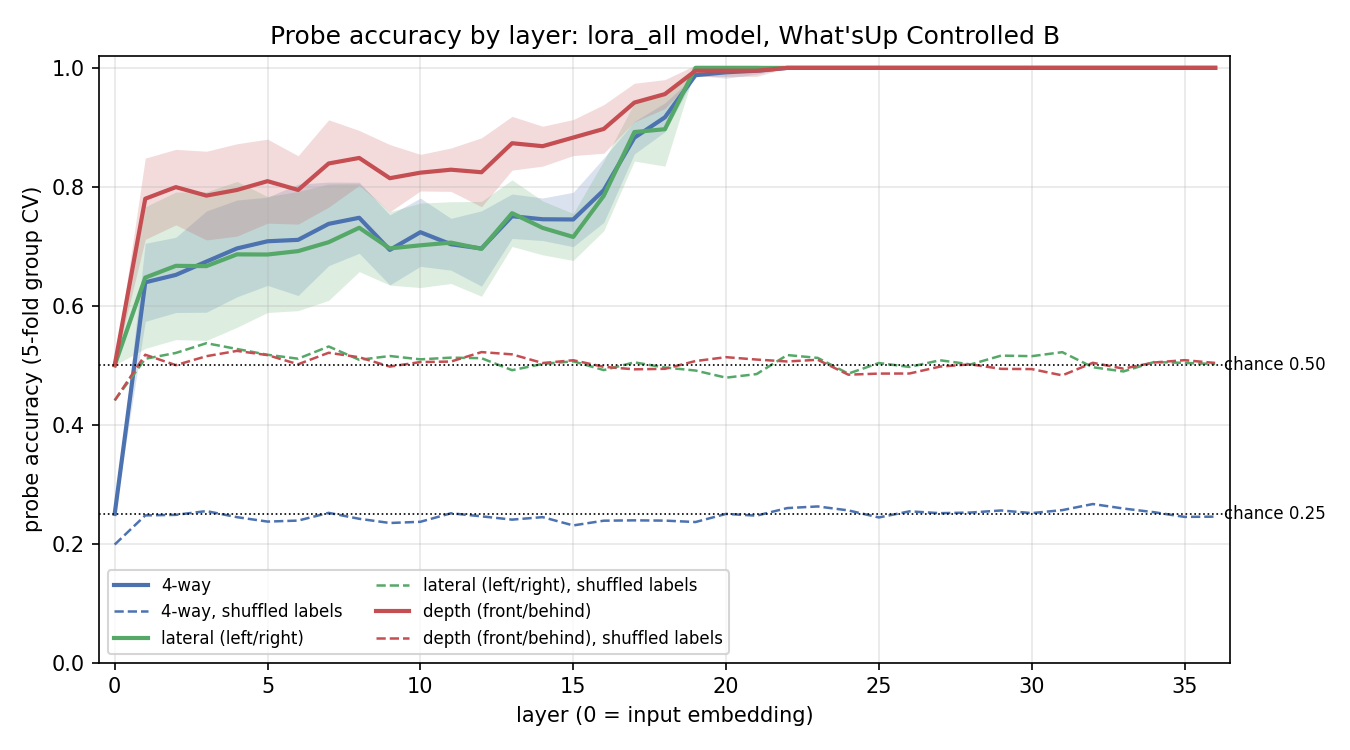 Probe accuracy by layer: lora_all model, What'sUp Controlled B
probe accuracy (5-fold group CV)
1.0
0.8
0.6
0.4
0.2
0.0
chance 0.50
chance 0.25
4-way
4-way, shuffled labels
lateral (left/right)
lateral (left/right), shuffled labels
depth (front/behind)
depth (front/behind), shuffled labels
0 5 10 15 20 25 30 35
layer (0 = input embedding)